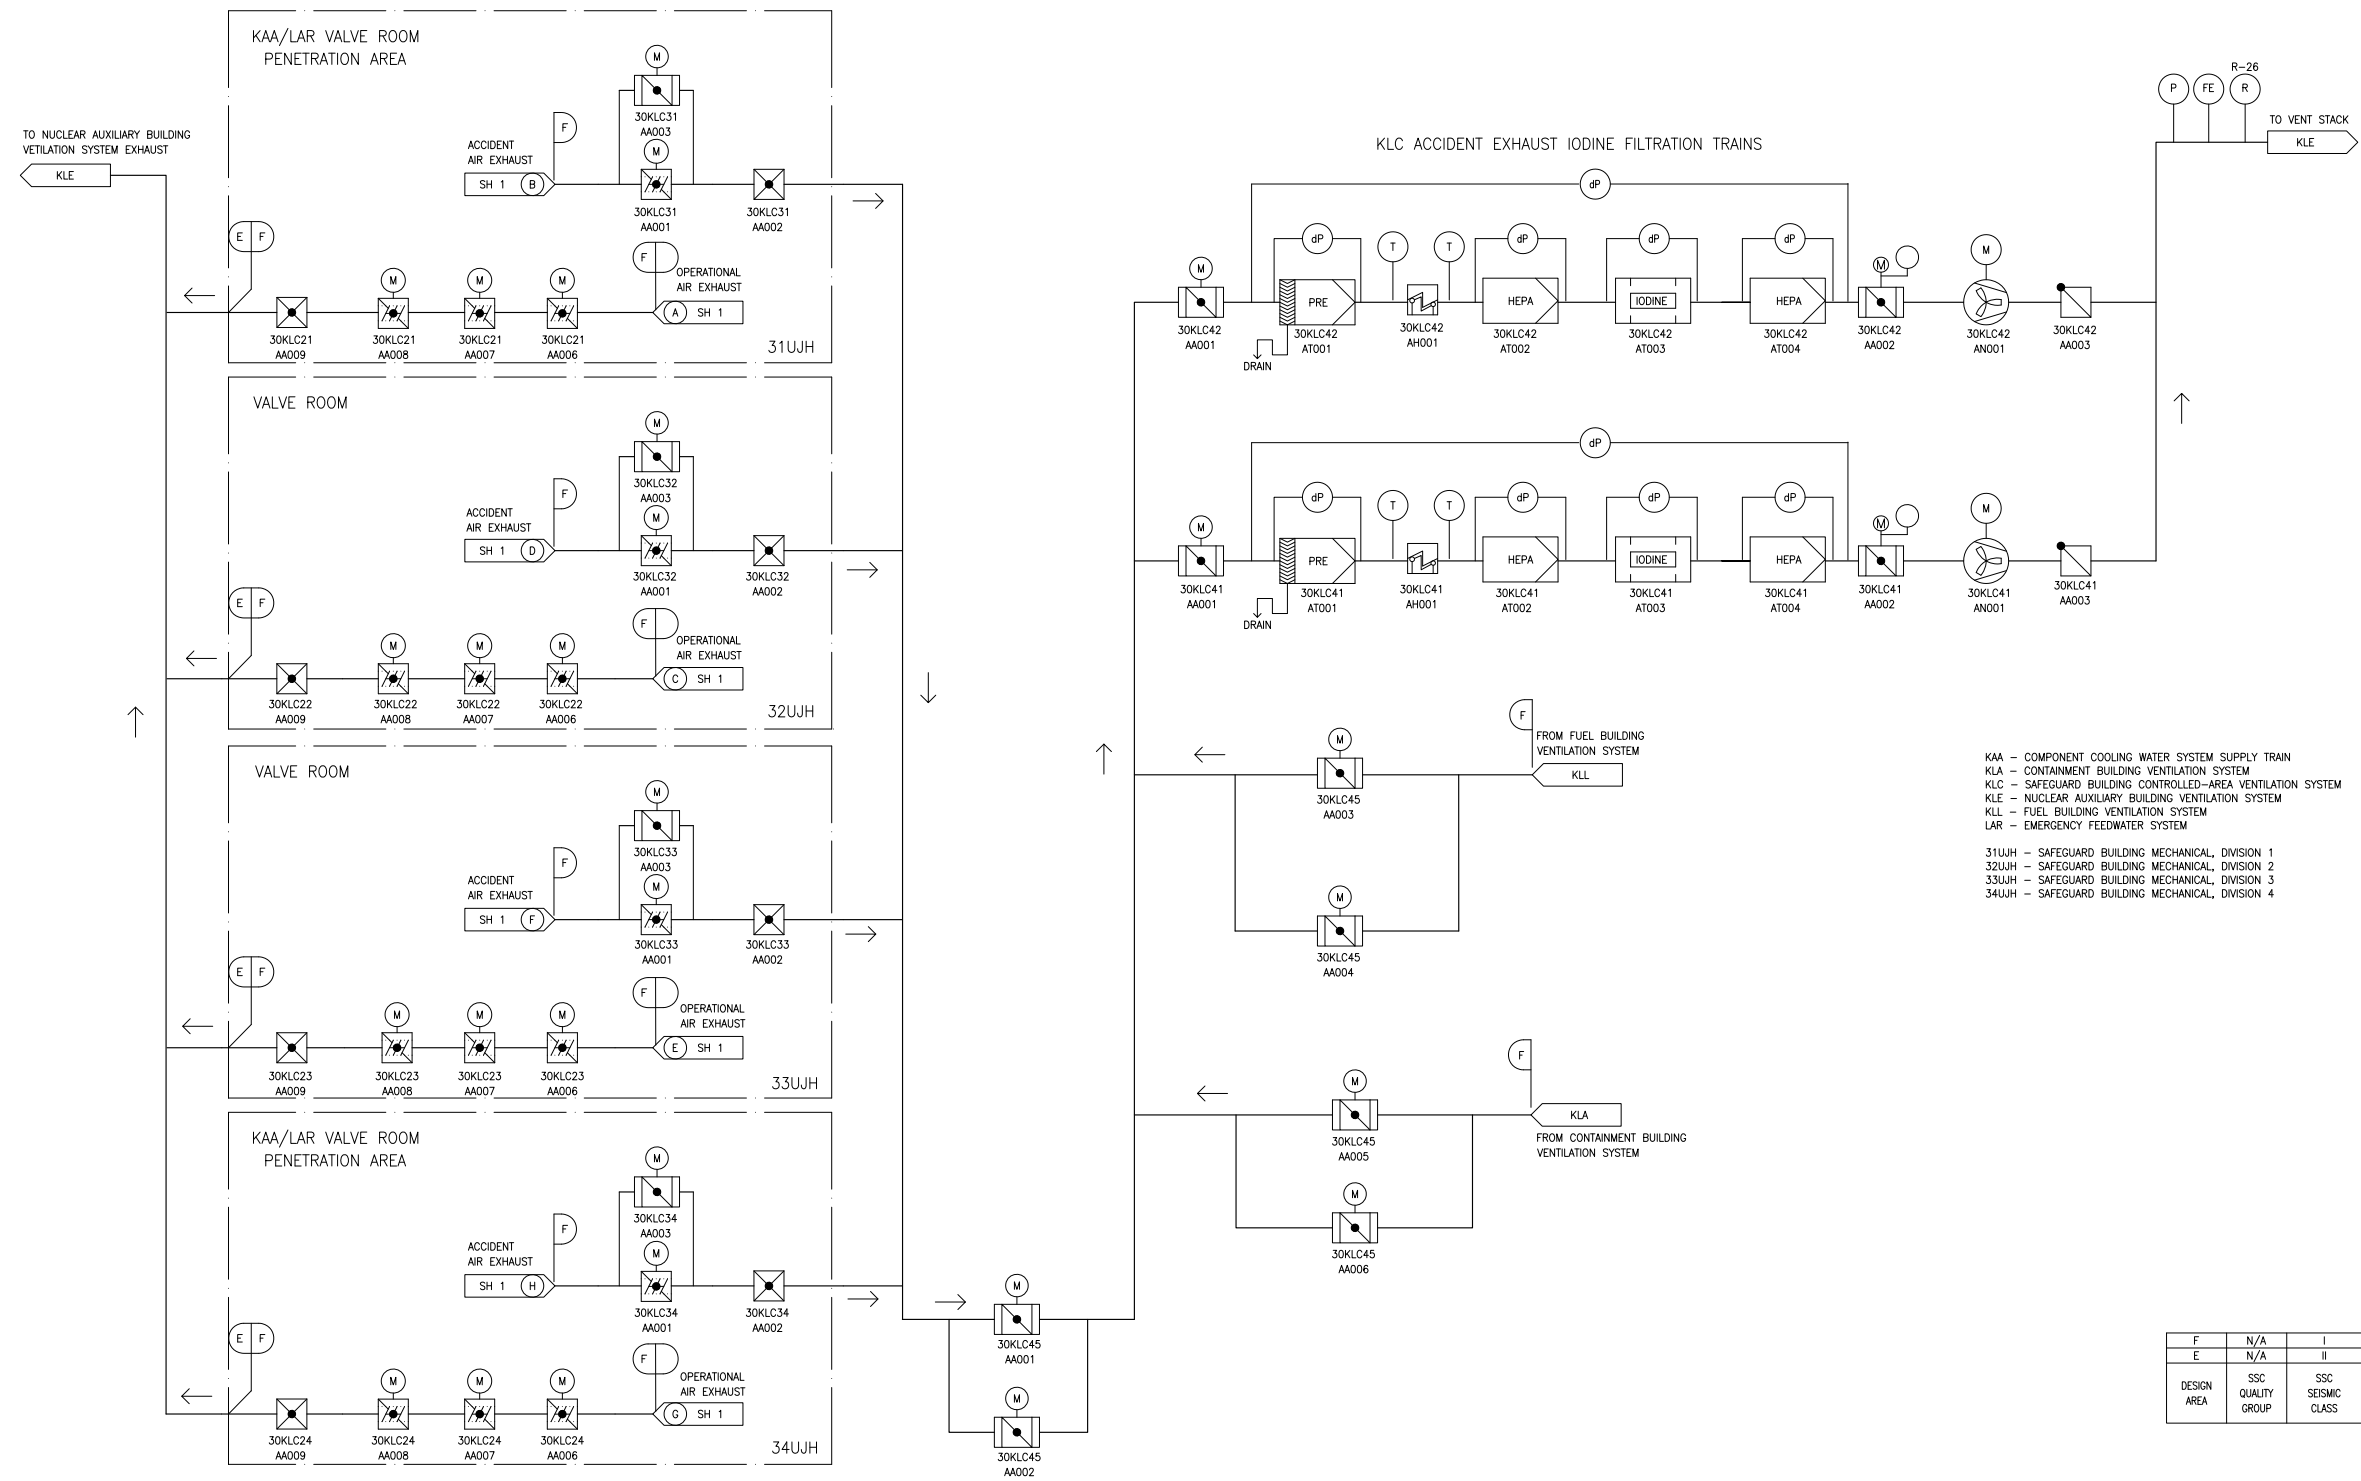 KAA/LAR VALVE ROOM
PENETRATION AREA
TO NUCLEAR AUXILIARY BUILDING
VETILATION SYSTEM EXHAUST
KLE
M
30KLC31
AA003
F
ACCIDENT
AIR EXHAUST
SH 1 B
M
30KLC31
AA001
30KLC31
AA002
E F
M
M
M
F
OPERATIONAL
AIR EXHAUST
A SH 1
30KLC21
AA009
30KLC21
AA008
30KLC21
AA007
30KLC21
AA006
31UJH
VALVE ROOM
M
30KLC32
AA003
F
ACCIDENT
AIR EXHAUST
SH 1 D
M
30KLC32
AA001
30KLC32
AA002
E F
M
M
M
F
OPERATIONAL
AIR EXHAUST
C SH 1
30KLC22
AA009
30KLC22
AA008
30KLC22
AA007
30KLC22
AA006
32UJH
VALVE ROOM
M
30KLC33
AA003
F
ACCIDENT
AIR EXHAUST
SH 1 F
M
30KLC33
AA001
30KLC33
AA002
E F
M
M
M
F
OPERATIONAL
AIR EXHAUST
E SH 1
30KLC23
AA009
30KLC23
AA008
30KLC23
AA007
30KLC23
AA006
33UJH
KAA/LAR VALVE ROOM
PENETRATION AREA
M
30KLC34
AA003
F
ACCIDENT
AIR EXHAUST
SH 1 H
M
30KLC34
AA001
30KLC34
AA002
E F
M
M
M
F
OPERATIONAL
AIR EXHAUST
G SH 1
30KLC24
AA009
30KLC24
AA008
30KLC24
AA007
30KLC24
AA006
34UJH
M
30KLC45
AA001
M
30KLC45
AA002
KLC ACCIDENT EXHAUST IODINE FILTRATION TRAINS
R-26
P
FE
R
TO VENT STACK
KLE
dP
M
dP
T
T
dP
dP
dP
M
M
PRE
HEPA
IODINE
HEPA
30KLC42
AA001
30KLC42
AT001
30KLC42
AH001
30KLC42
AT002
30KLC42
AT003
30KLC42
AT004
30KLC42
AA002
30KLC42
AN001
30KLC42
AA003
DRAIN
dP
M
dP
T
T
dP
dP
dP
M
M
PRE
HEPA
IODINE
HEPA
30KLC41
AA001
30KLC41
AT001
30KLC41
AH001
30KLC41
AT002
30KLC41
AT003
30KLC41
AT004
30KLC41
AA002
30KLC41
AN001
30KLC41
AA003
DRAIN
F
FROM FUEL BUILDING
VENTILATION SYSTEM
KLL
M
30KLC45
AA003
M
30KLC45
AA004
F
KLA
FROM CONTAINMENT BUILDING
VENTILATION SYSTEM
M
30KLC45
AA005
M
30KLC45
AA006
KAA – COMPONENT COOLING WATER SYSTEM SUPPLY TRAIN
KLA – CONTAINMENT BUILDING VENTILATION SYSTEM
KLC – SAFEGUARD BUILDING CONTROLLED-AREA VENTILATION SYSTEM
KLE – NUCLEAR AUXILIARY BUILDING VENTILATION SYSTEM
KLL – FUEL BUILDING VENTILATION SYSTEM
LAR – EMERGENCY FEEDWATER SYSTEM
31UJH – SAFEGUARD BUILDING MECHANICAL, DIVISION 1
32UJH – SAFEGUARD BUILDING MECHANICAL, DIVISION 2
33UJH – SAFEGUARD BUILDING MECHANICAL, DIVISION 3
34UJH – SAFEGUARD BUILDING MECHANICAL, DIVISION 4
F N/A I
E N/A II
DESIGN
AREA
SSC
QUALITY
GROUP
SSC
SEISMIC
CLASS